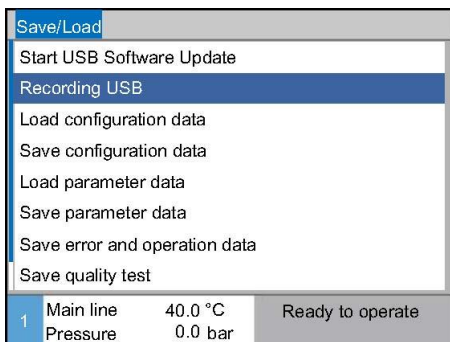 Save/Load
Start USB Software Update
Recording USB
Load configuration data
Save configuration data
Load parameter data
Save parameter data
Save error and operation data
Save quality test
1
Main line 40.0 °C Ready to operate
Pressure 0.0 bar